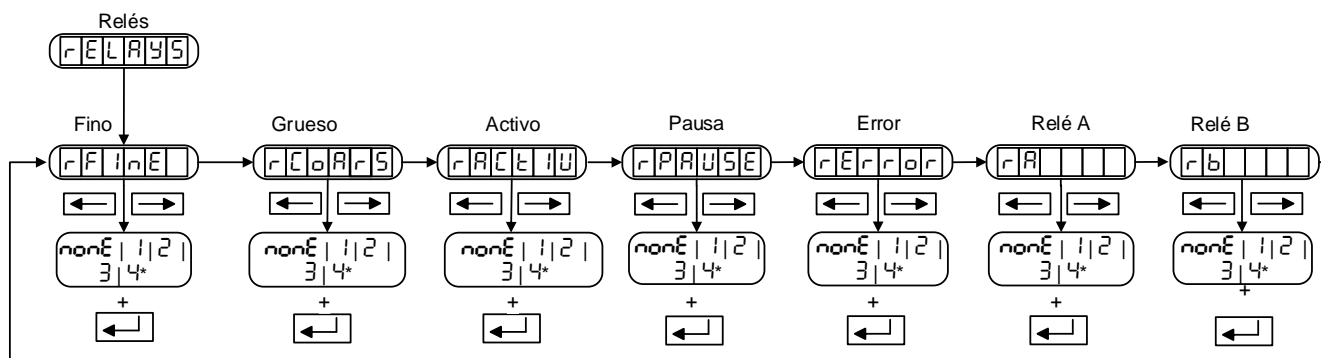 Relés
rELAYS
Fino
Grueso
Activo
Pausa
Error
Relé A
Relé B
rFInE
rCoArS
rACtIU
rPAUSE
rError
rA
rb
nonE | 1 | 2 |
3 | 4*
+
nonE | 1 | 2 |
3 | 4*
+
nonE | 1 | 2 |
3 | 4*
+
nonE | 1 | 2 |
3 | 4*
+
nonE | 1 | 2 |
3 | 4*
+
nonE | 1 | 2 |
3 | 4*
+
nonE | 1 | 2 |
3 | 4*
+